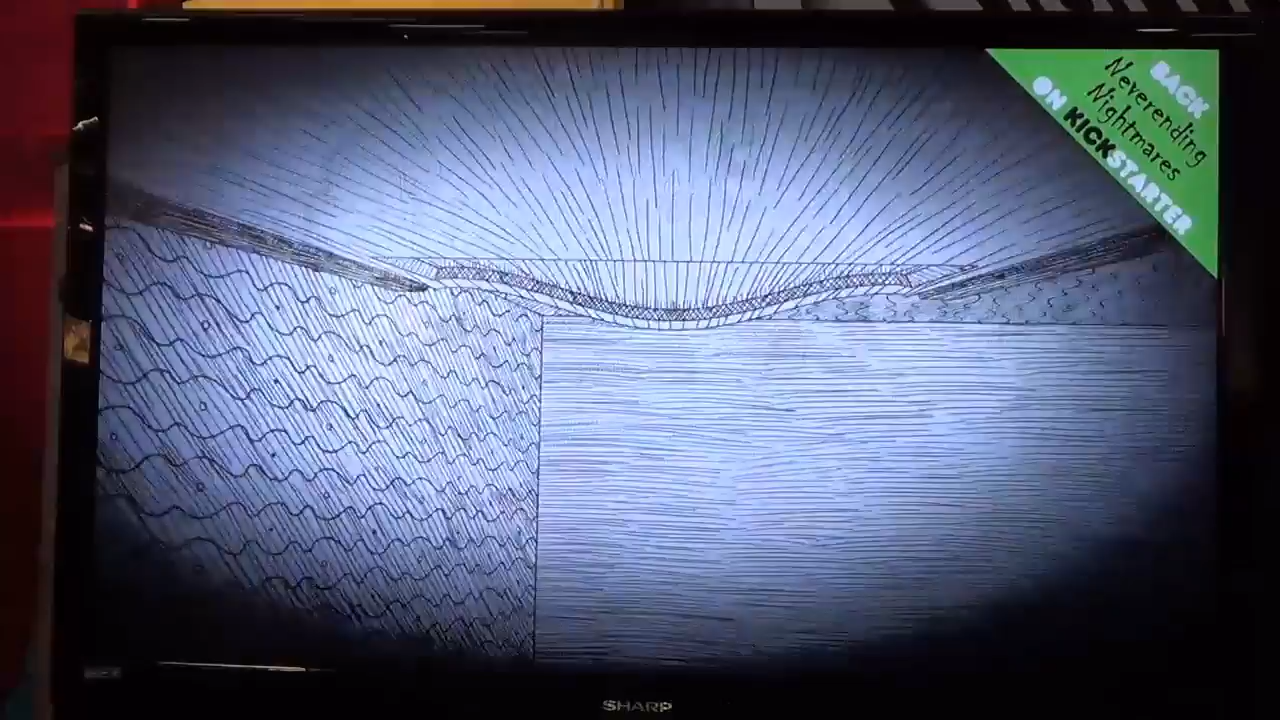 BACK
Neverending
Nightmares
ON KICKSTARTER
SHARP